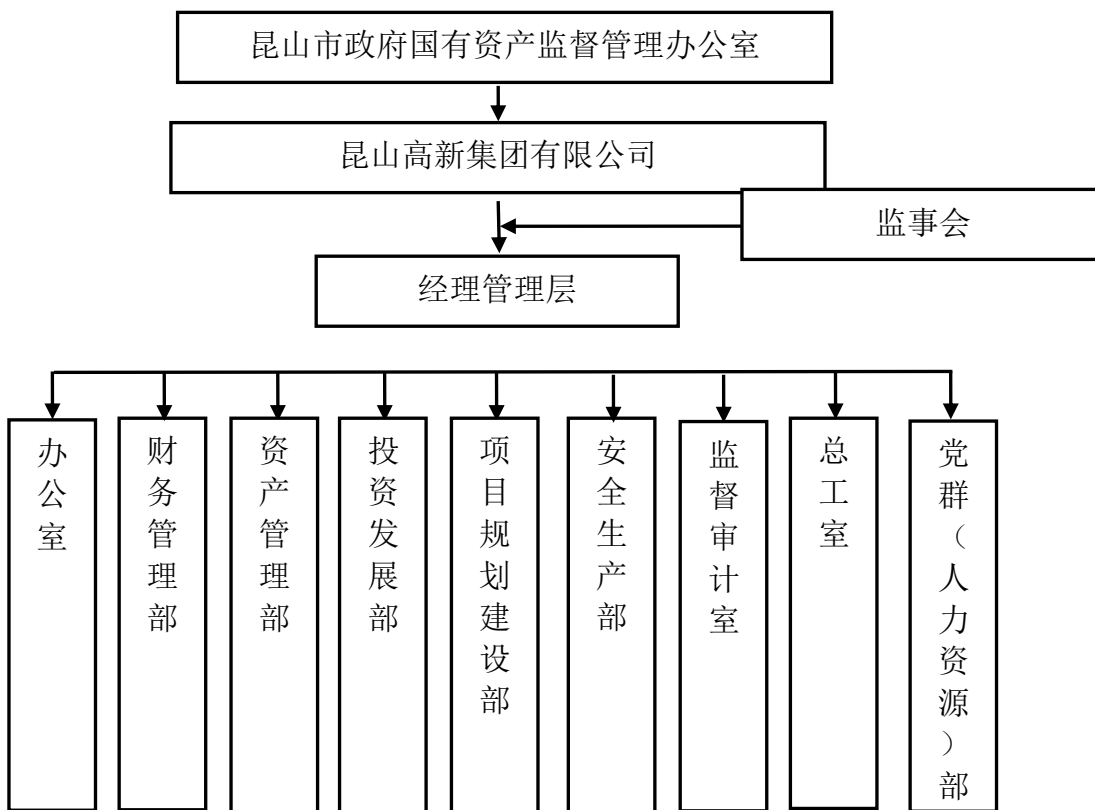 昆山市政府国有资产监督管理办公室
昆山高新集团有限公司
监事会
经理管理层
办公室
财务管理部
资产管理部
投资发展部
项目规划建设部
安全生产部
监督审计室
总工室
党群（人力资源）部